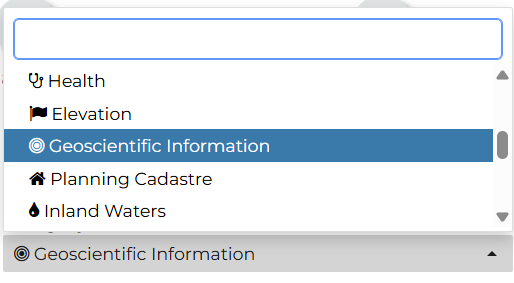 Health
Elevation
Geoscientific Information
Planning Cadastre
Inland Waters
Geoscientific Information